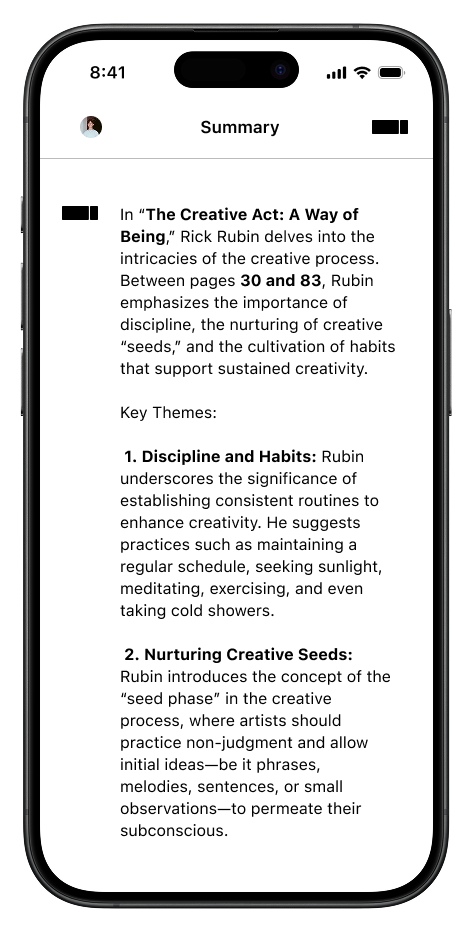 8:41
Summary
In “The Creative Act: A Way of
Being,” Rick Rubin delves into the
intricacies of the creative process.
Between pages 30 and 83, Rubin
emphasizes the importance of
discipline, the nurturing of creative
“seeds,” and the cultivation of habits
that support sustained creativity.
Key Themes:
1. Discipline and Habits: Rubin
underscores the significance of
establishing consistent routines to
enhance creativity. He suggests
practices such as maintaining a
regular schedule, seeking sunlight,
meditating, exercising, and even
taking cold showers.
2. Nurturing Creative Seeds:
Rubin introduces the concept of the
“seed phase” in the creative
process, where artists should
practice non-judgment and allow
initial ideas—be it phrases,
melodies, sentences, or small
observations—to permeate their
subconscious.